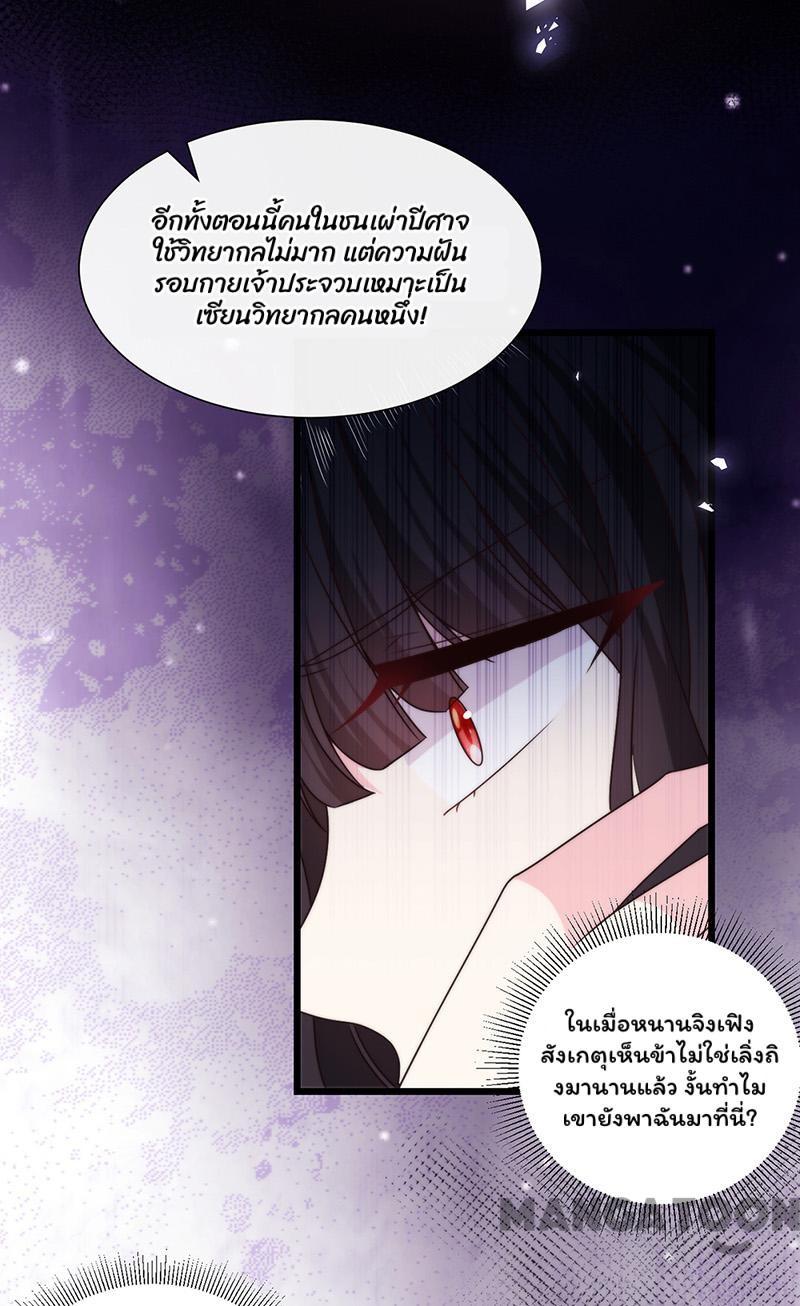 อีกทั้งตอนนี้คนในชนเผ่าปีศาจ
ใช้วิทยากลไม่มาก แต่ความฝัน
รอบกายเจ้าประจวบเหมาะเป็น
เซียนวิทยากลคนหนึ่ง!
ในเมื่อหนานจิงเฟิง
สังเกตุเห็นข้าไม่ใช่เลิ่งถิ
งมานานแล้ว งั้นทำไม
เขายังพาฉันมาที่นี่?
MANGATOON